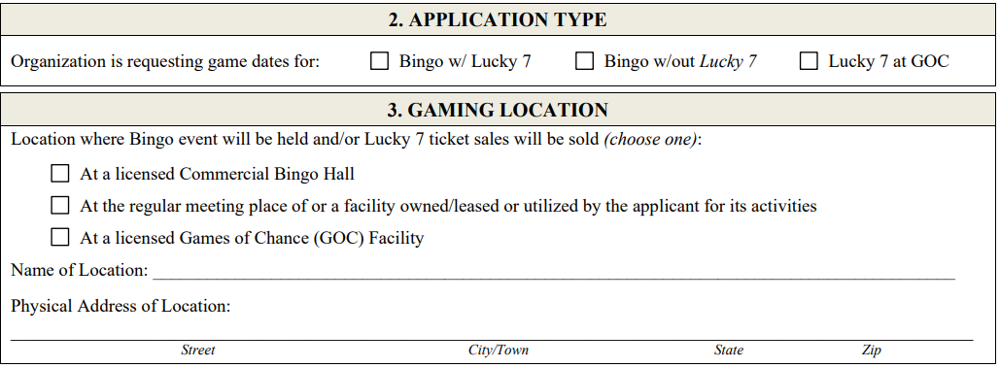 2. APPLICATION TYPE
Organization is requesting game dates for: ☐ Bingo w/ Lucky 7 ☐ Bingo w/out Lucky 7 ☐ Lucky 7 at GOC
3. GAMING LOCATION
Location where Bingo event will be held and/or Lucky 7 ticket sales will be sold (choose one):
☐ At a licensed Commercial Bingo Hall
☐ At the regular meeting place of or a facility owned/leased or utilized by the applicant for its activities
☐ At a licensed Games of Chance (GOC) Facility
Name of Location:
Physical Address of Location:
Street City/Town State Zip